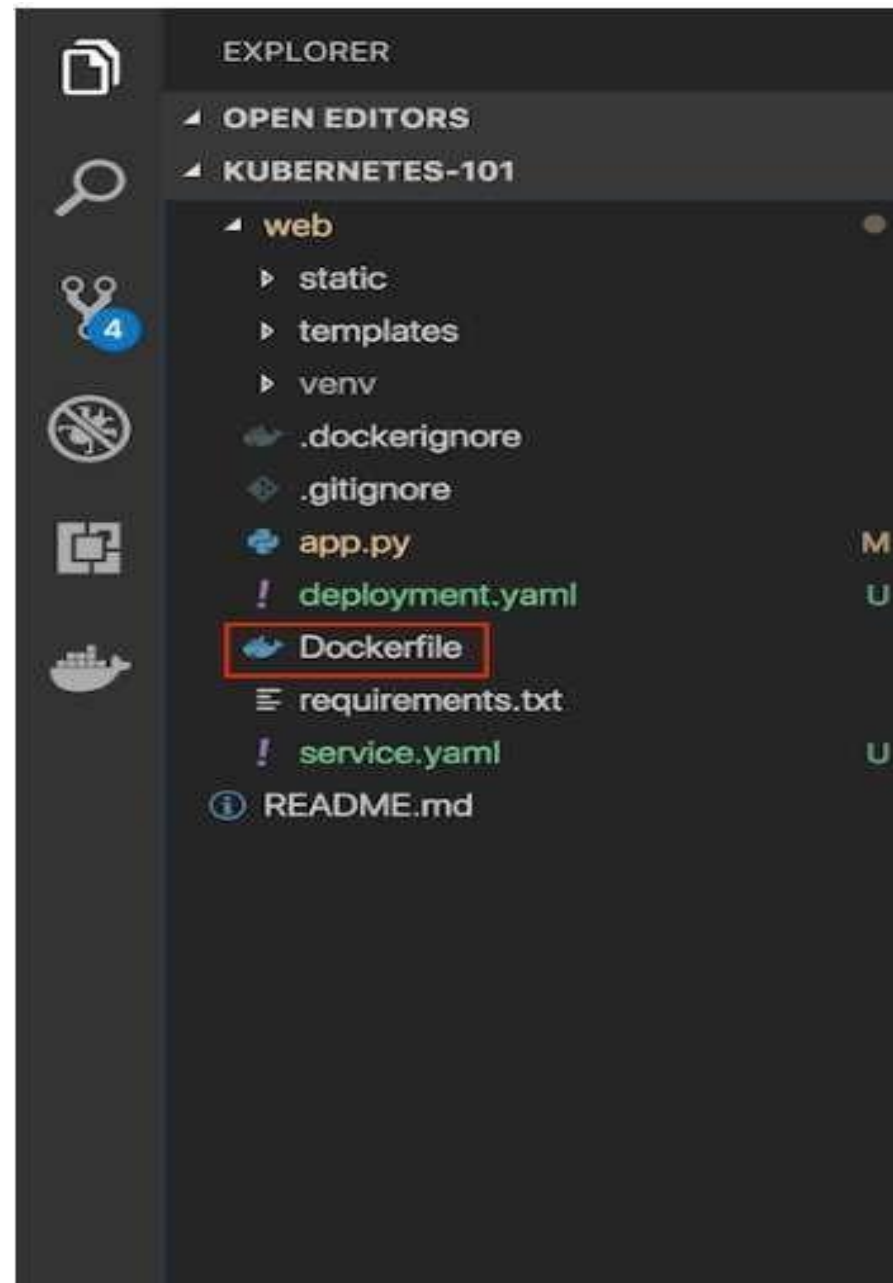 EXPLORER
OPEN EDITORS
KUBERNETES-101
web
static
templates
venv
.dockerignore
.gitignore
app.py M
deployment.yaml U
Dockerfile
requirements.txt
service.yaml U
README.md
4